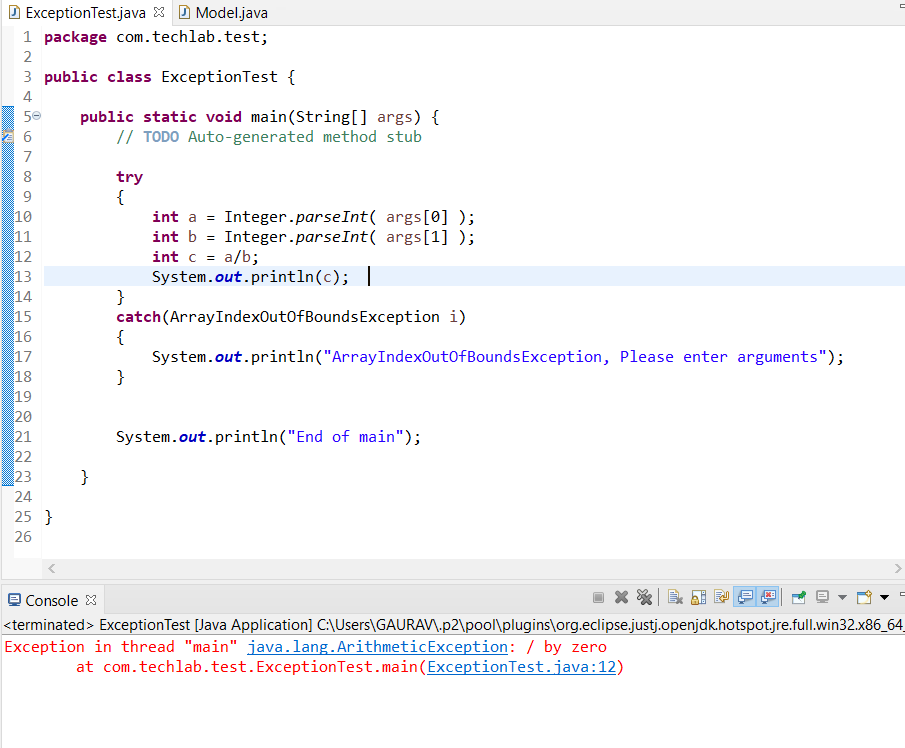 ExceptionTest.java Model.java
1 package com.techlab.test;
2
3 public class ExceptionTest {
4
5 public static void main(String[] args) {
6 // TODO Auto-generated method stub
7
8 try
9 {
10 int a = Integer.parseInt( args[0] );
11 int b = Integer.parseInt( args[1] );
12 int c = a/b;
13 System.out.println(c);
14 }
15 catch(ArrayIndexOutOfBoundsException i)
16 {
17 System.out.println("ArrayIndexOutOfBoundsException, Please enter arguments");
18 }
19
20
21 System.out.println("End of main");
22
23 }
24
25 }
26
Console
<terminated> ExceptionTest [Java Application] C:\Users\GAURAV\.p2\pool\plugins\org.eclipse.justj.openjdk.hotspot.jre.full.win32.x86_64_
Exception in thread "main" java.lang.ArithmeticException: / by zero
at com.techlab.test.ExceptionTest.main(ExceptionTest.java:12)